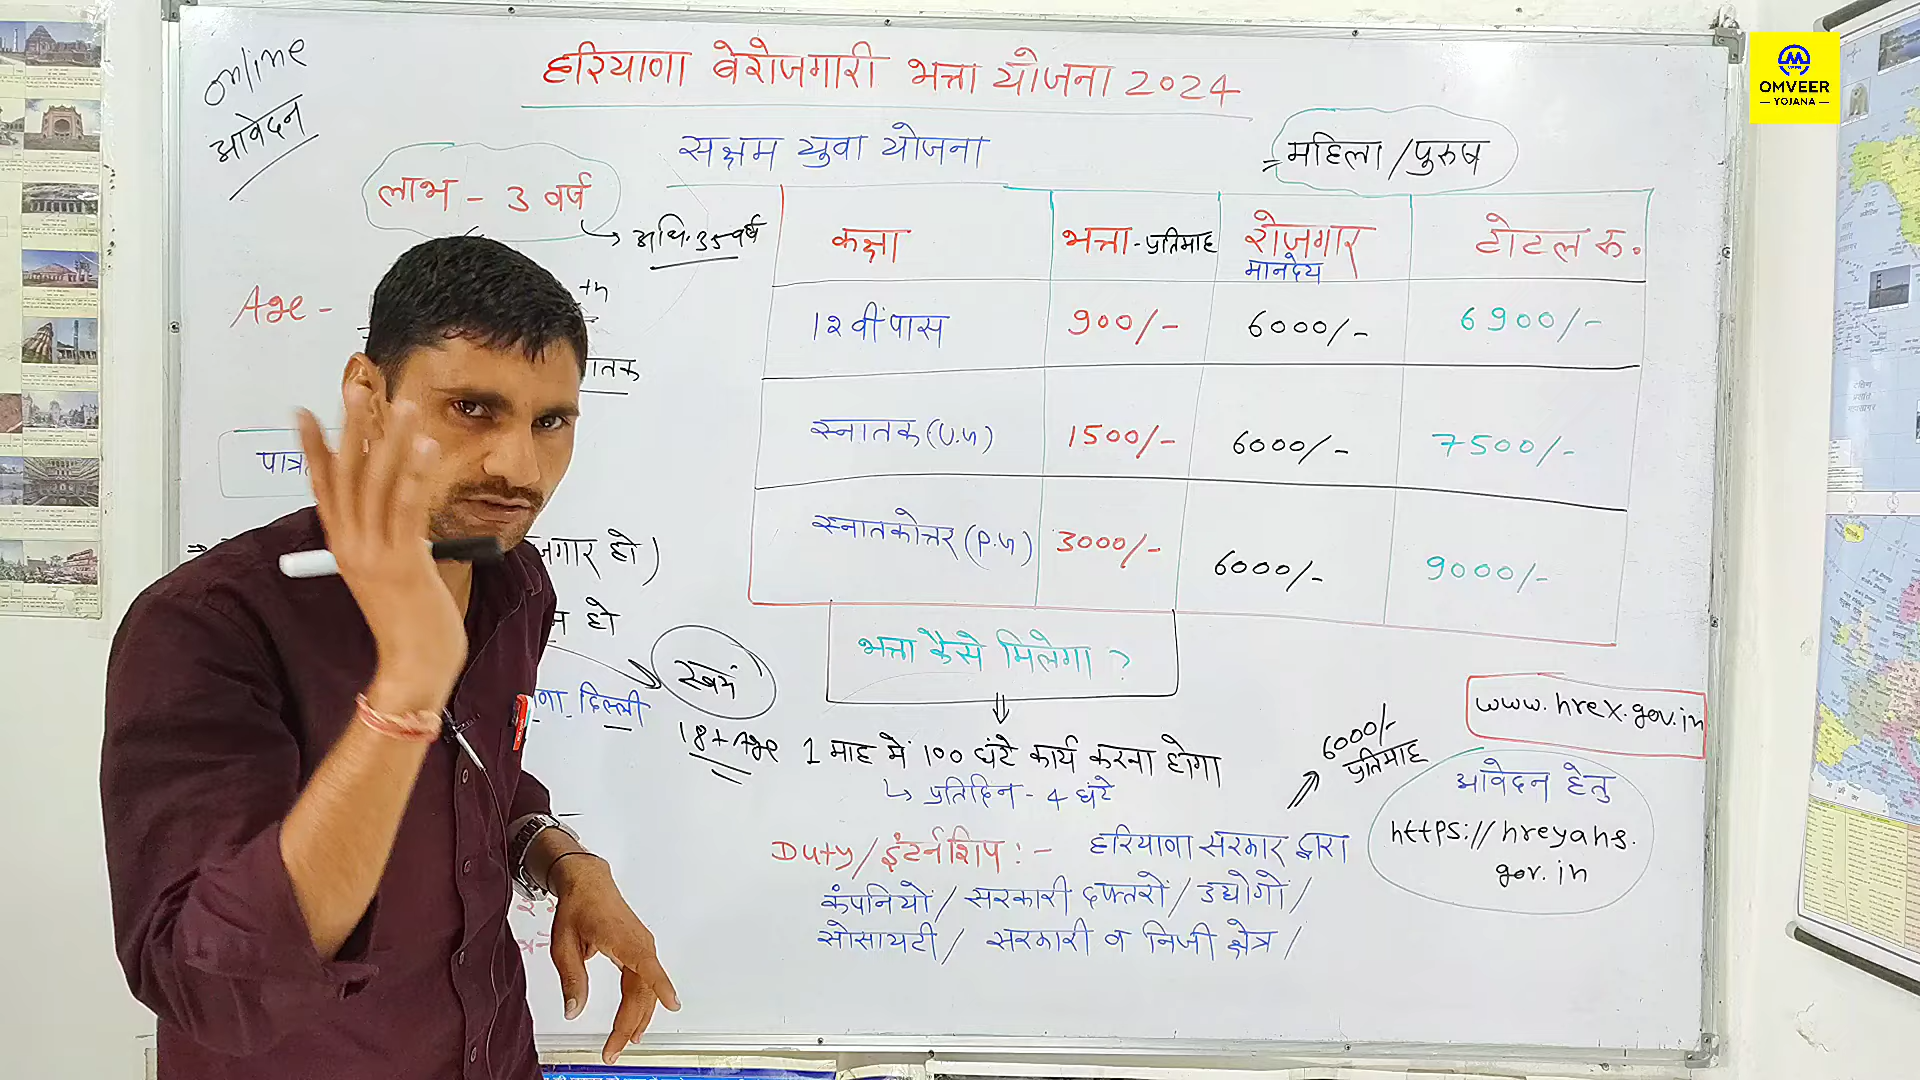 online
आवेदन
हरियाणा बेरोजगारी भत्ता योजना 2024
OMVEER
YOJANA
सक्षम युवा योजना
महिला/पुरुष
लाभ - 3 वर्ष
अधि. 35 वर्ष
कक्षा भत्ता - प्रतिमाह रोजगार मानदेय टोटल रु.
12वीं पास 900/- 6000/- 6900/-
स्नातक (U.G) 1500/- 6000/- 7500/-
स्नातकोत्तर (P.G) 3000/- 6000/- 9000/-
Age -
हो)
हो
स्वयं
दिल्ली
18+ Age
भत्ता कैसे मिलेगा ?
1 माह में 100 घंटे कार्य करना होगा
प्रतिदिन - 4 घंटे
6000/-
प्रतिमाह
Duty/इंटर्नशिप :- हरियाणा सरकार द्वारा
कंपनियों/ सरकारी दफ्तरों/ उद्योगों/
सोसायटी/ सरकारी व निजी क्षेत्र/
www.hrex.gov.in
आवेदन हेतु
https://hreyahs.
gov.in